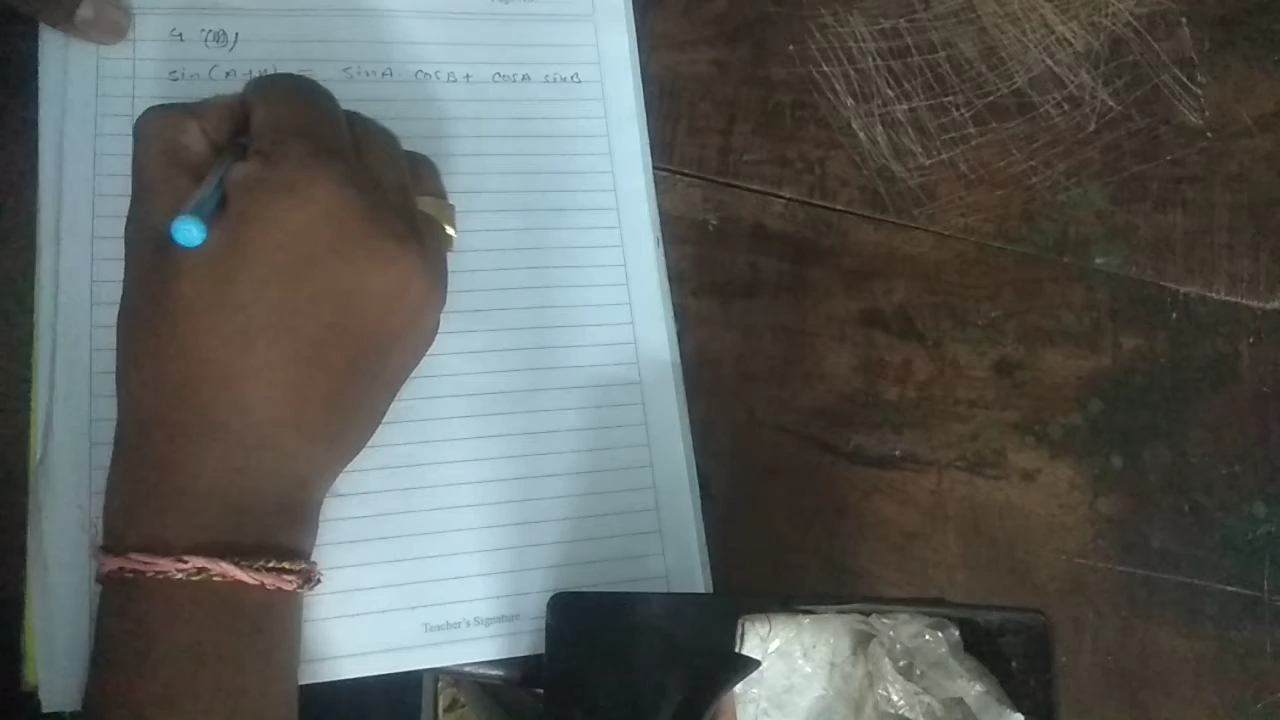 4 (B)
sin(A+B) = sinA. cosB + cosA sinB
Teacher's Signature